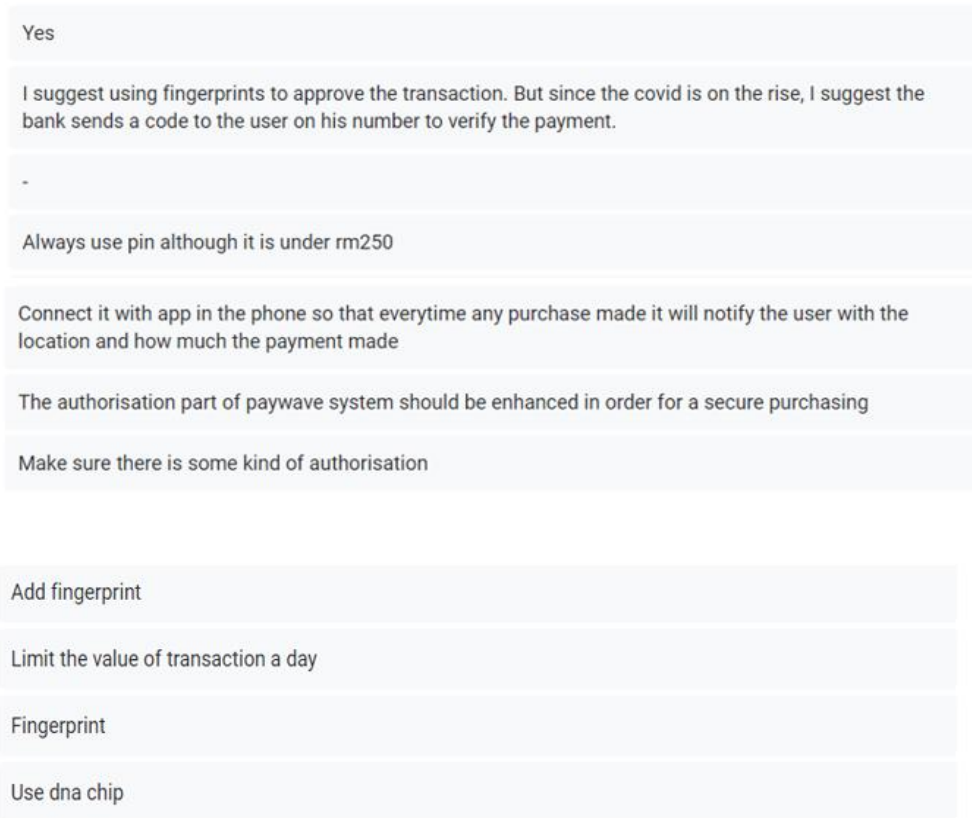 Yes
I suggest using fingerprints to approve the transaction. But since the covid is on the rise, I suggest the
bank sends a code to the user on his number to verify the payment.
-
Always use pin although it is under rm250
Connect it with app in the phone so that everytime any purchase made it will notify the user with the
location and how much the payment made
The authorisation part of paywave system should be enhanced in order for a secure purchasing
Make sure there is some kind of authorisation
Add fingerprint
Limit the value of transaction a day
Fingerprint
Use dna chip